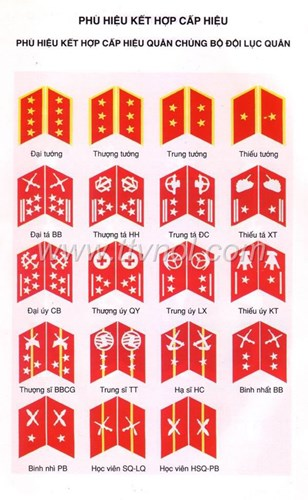 PHÙ HIỆU KẾT HỢP CẤP HIỆU
PHÙ HIỆU KẾT HỢP CẤP HIỆU QUÂN CHỦNG BỘ ĐỘI LỤC QUÂN
Đại tướng Thượng tướng Trung tướng Thiếu tướng
Đại tá BB Thượng tá HH Trung tá ĐC Thiếu tá XT
www.ttvnol.com
Đại úy CB Thượng úy QY Trung úy LX Thiếu úy KT
Thượng sĩ BBCG Trung sĩ TT Hạ sĩ HC Binh nhất BB
Binh nhì PB Học viên SQ-LQ Học viên HSQ-PB